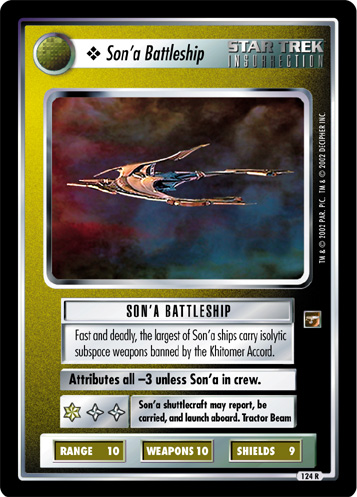 ❖ Son'a Battleship
STAR TREK
INSURRECTION
TM & © 2002 PAR. PIC. TM & © 2002 DECIPHER INC.
SON'A BATTLESHIP
Fast and deadly, the largest of Son'a ships carry isolytic
subspace weapons banned by the Khitomer Accord.
Attributes all –3 unless Son'a in crew.
Son'a shuttlecraft may report, be
carried, and launch aboard. Tractor Beam
RANGE 10 WEAPONS 10 SHIELDS 9
124 R